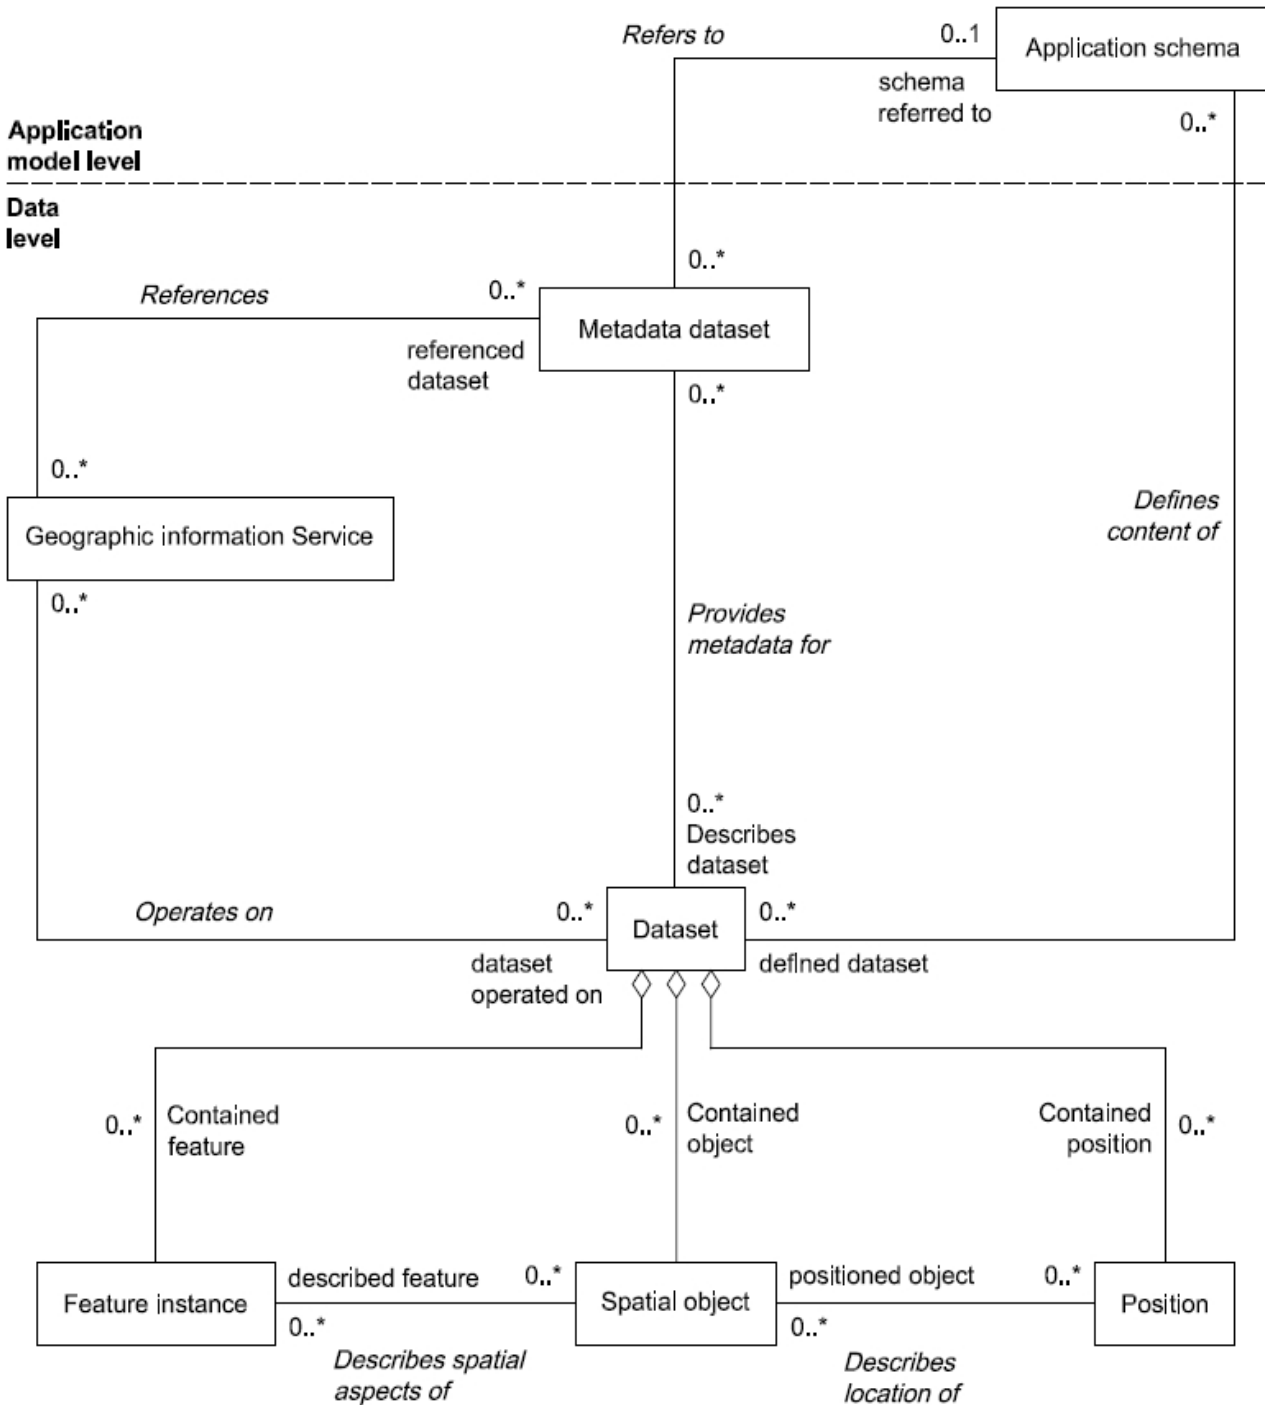 Refers to
0..1
Application schema
schema
referred to
0..*
Application
model level
Data
level
0..*
References
0..*
Metadata dataset
referenced
dataset
0..*
0..*
Geographic information Service
Defines
content of
0..*
Provides
metadata for
0..*
Describes
dataset
Operates on
0..*
Dataset
0..*
dataset
operated on
defined dataset
0..*
Contained
feature
0..*
Contained
object
Contained
position
0..*
described feature
0..*
positioned object
0..*
Feature instance
Spatial object
Position
0..*
0..*
Describes spatial
aspects of
Describes
location of